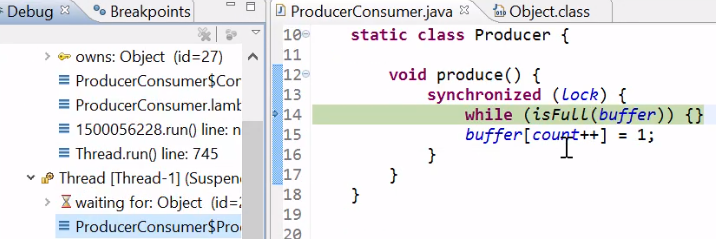 Debug Breakpoints
owns: Object (id=27)
ProducerConsumer$Con
ProducerConsumer.lamb
1500056228.run() line: n
Thread.run() line: 745
Thread [Thread-1] (Suspen
waiting for: Object (id=2
ProducerConsumer$Pro
ProducerConsumer.java Object.class
10 static class Producer {
11
12 void produce() {
13 synchronized (lock) {
14 while (isFull(buffer)) {}
15 buffer[count++] = 1;
16 }
17 }
18 }
19
20